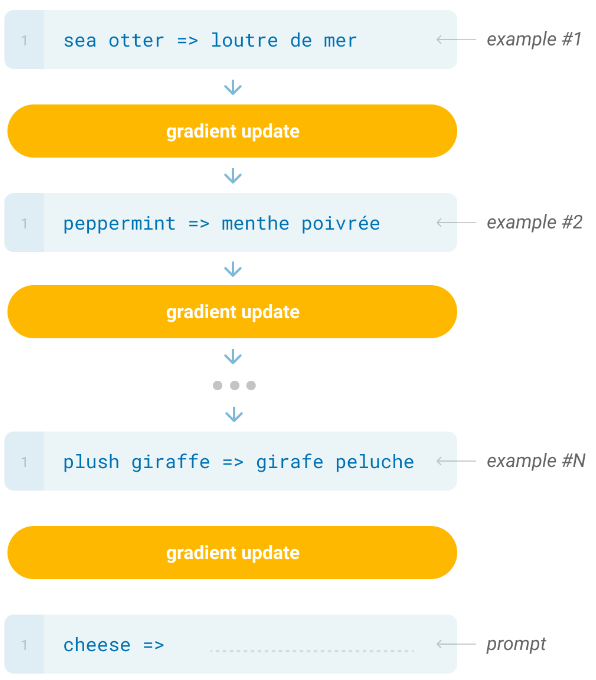 1 sea otter => loutre de mer example #1
gradient update
1 peppermint => menthe poivrée example #2
gradient update
1 plush giraffe => girafe peluche example #N
gradient update
1 cheese => prompt